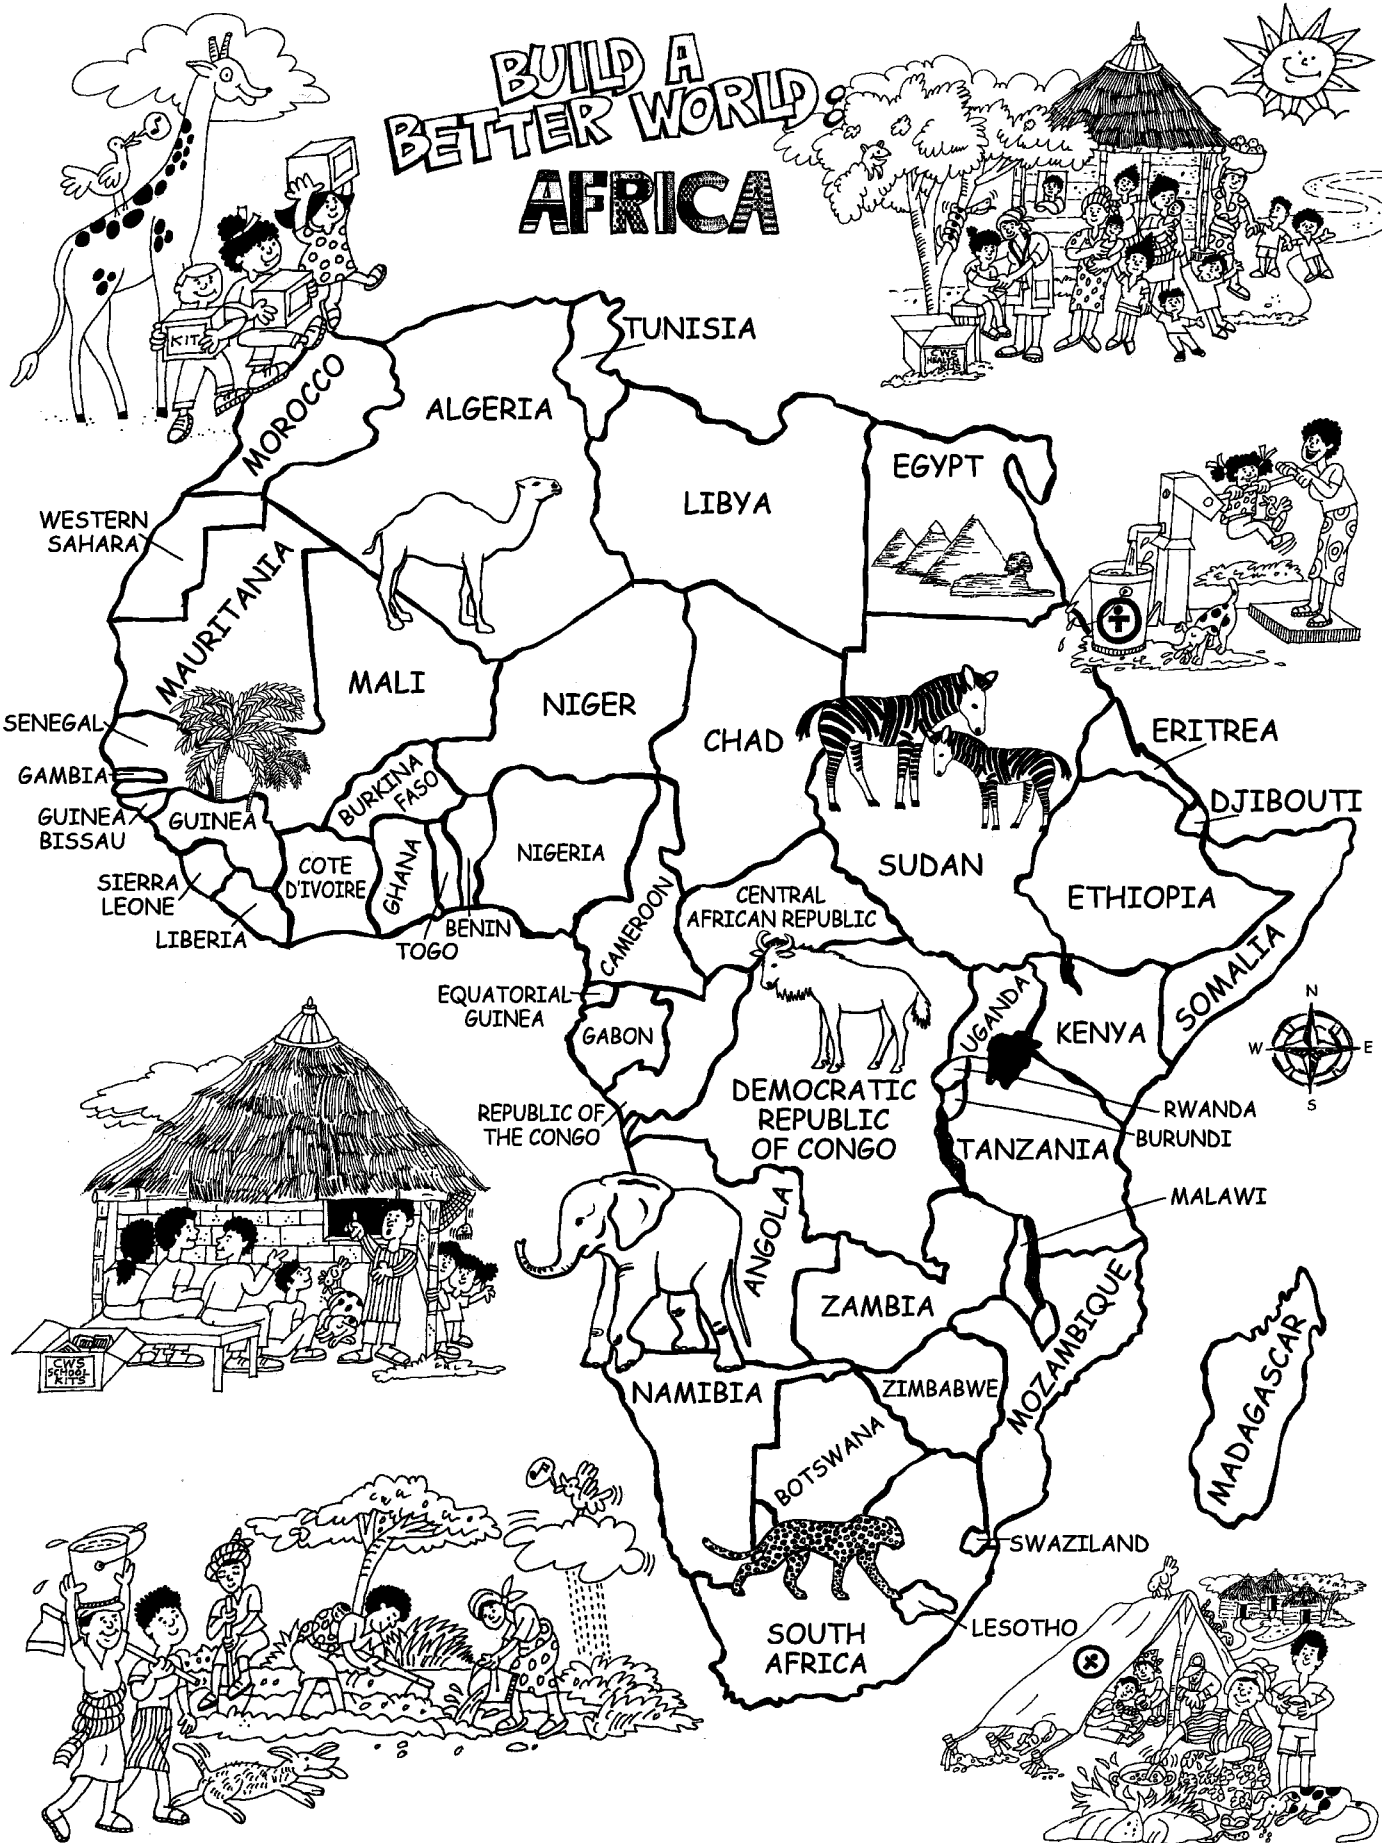 BUILD A
BETTER WORLD:
AFRICA
KIT
CWS
HEALTH
KITS
TUNISIA
MOROCCO
ALGERIA
LIBYA
EGYPT
WESTERN
SAHARA
MAURITANIA
MALI
NIGER
CHAD
SENEGAL
GAMBIA
GUINEA
BISSAU
GUINEA
BURKINA
FASO
ERITREA
DJIBOUTI
SIERRA
LEONE
LIBERIA
COTE
D'IVOIRE
GHANA
TOGO
BENIN
NIGERIA
CAMEROON
CENTRAL
AFRICAN REPUBLIC
SUDAN
ETHIOPIA
SOMALIA
EQUATORIAL
GUINEA
GABON
UGANDA
KENYA
N
W
E
S
REPUBLIC OF
THE CONGO
DEMOCRATIC
REPUBLIC
OF CONGO
RWANDA
BURUNDI
TANZANIA
MALAWI
ANGOLA
ZAMBIA
MOZAMBIQUE
MADAGASCAR
CWS
SCHOOL
KITS
NAMIBIA
ZIMBABWE
BOTSWANA
SWAZILAND
LESOTHO
SOUTH
AFRICA